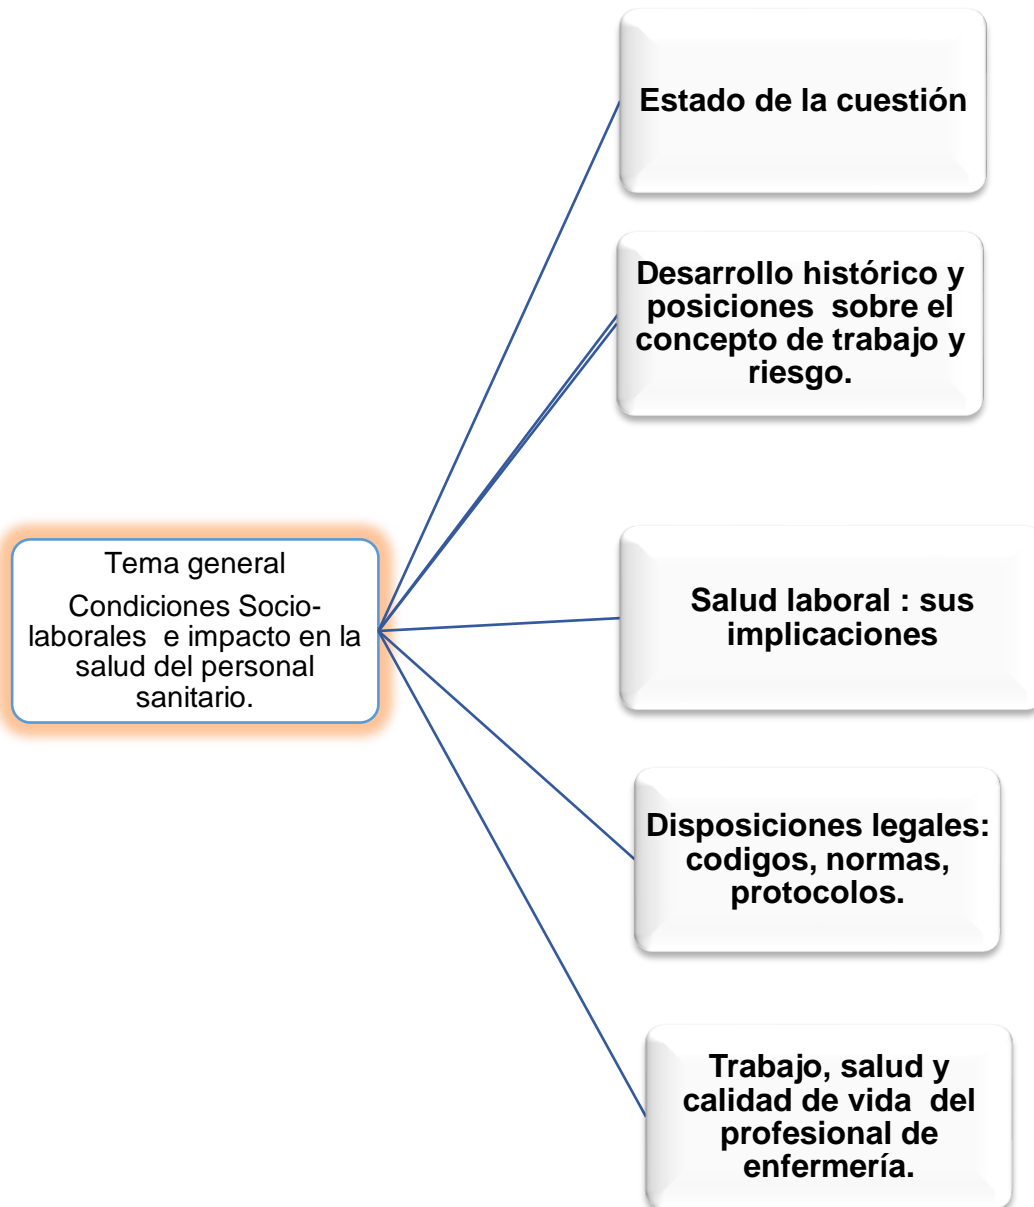 Estado de la cuestión
Desarrollo histórico y
posiciones sobre el
concepto de trabajo y
riesgo.
Tema general
Condiciones Socio-
laborales e impacto en la
salud del personal
sanitario.
Salud laboral : sus
implicaciones
Disposiciones legales:
codigos, normas,
protocolos.
Trabajo, salud y
calidad de vida del
profesional de
enfermería.